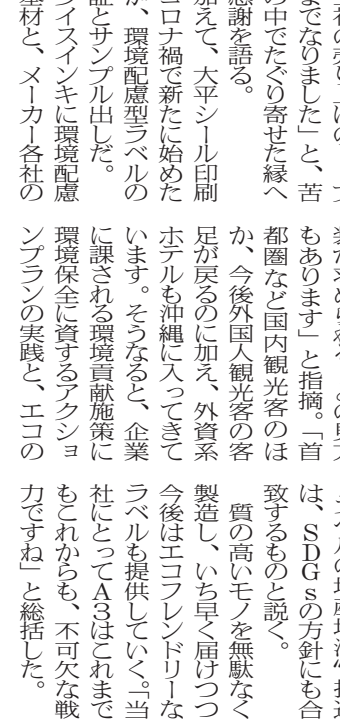 までなりました」と、苦
の中でたぐり寄せた縁へ
感謝を語る。
加えて、大平シール印刷
コロナ禍で新たに始めた
、環境配慮型ラベルの
証とサンプル出しだ。
ライスインキに環境配慮
基材と、メーカー各社の
もあります」と指摘。「首
都圏など国内観光客のほ
か、今後外国人観光客の客
足が戻るのに加え、外資系
ホテルも沖縄に入ってきて
います。そうなると、企業
に課される環境貢献施策に
環境保全に資するアクショ
ンプランの実践と、エコの
は、SDGsの方針にも合
致するものと説く。
質の高いモノを無駄なく
製造し、いち早く届けつつ
今後はエコフレンドリーな
ラベルも提供していく。「当
社にとってA3はこれまで
もこれからも、不可欠な戦
力ですね」と総括した。